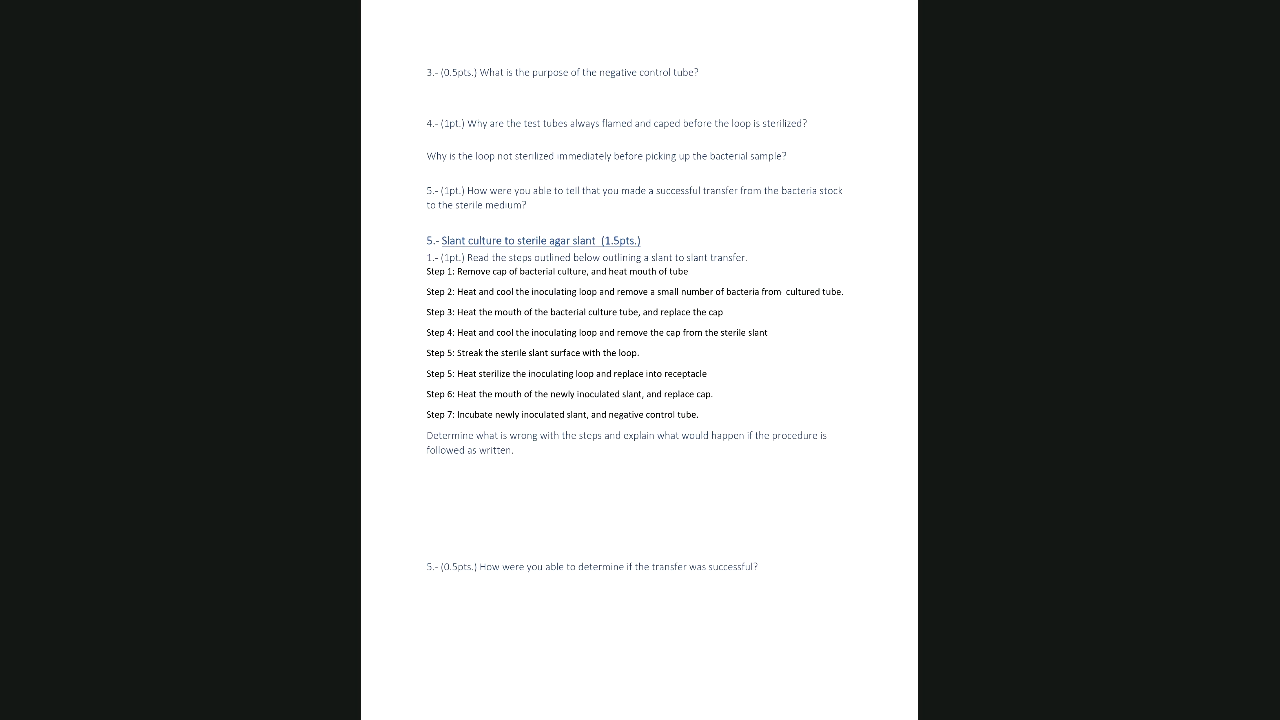 3.- (0.5pts.) What is the purpose of the negative control tube?
4.- (1pt.) Why are the test tubes always flamed and caped before the loop is sterilized?
Why is the loop not sterilized immediately before picking up the bacterial sample?
5.- (1pt.) How were you able to tell that you made a successful transfer from the bacteria stock
to the sterile medium?
5.- Slant culture to sterile agar slant  (1.5pts.)
1.- (1pt.) Read the steps outlined below outlining a slant to slant transfer.
Step 1: Remove cap of bacterial culture, and heat mouth of tube
Step 2: Heat and cool the inoculating loop and remove a small number of bacteria from  cultured tube.
Step 3: Heat the mouth of the bacterial culture tube, and replace the cap
Step 4: Heat and cool the inoculating loop and remove the cap from the sterile slant
Step 5: Streak the sterile slant surface with the loop.
Step 5: Heat sterilize the inoculating loop and replace into receptacle
Step 6: Heat the mouth of the newly inoculated slant, and replace cap.
Step 7: Incubate newly inoculated slant, and negative control tube.
Determine what is wrong with the steps and explain what would happen if the procedure is
followed as written.
5.- (0.5pts.) How were you able to determine if the transfer was successful?